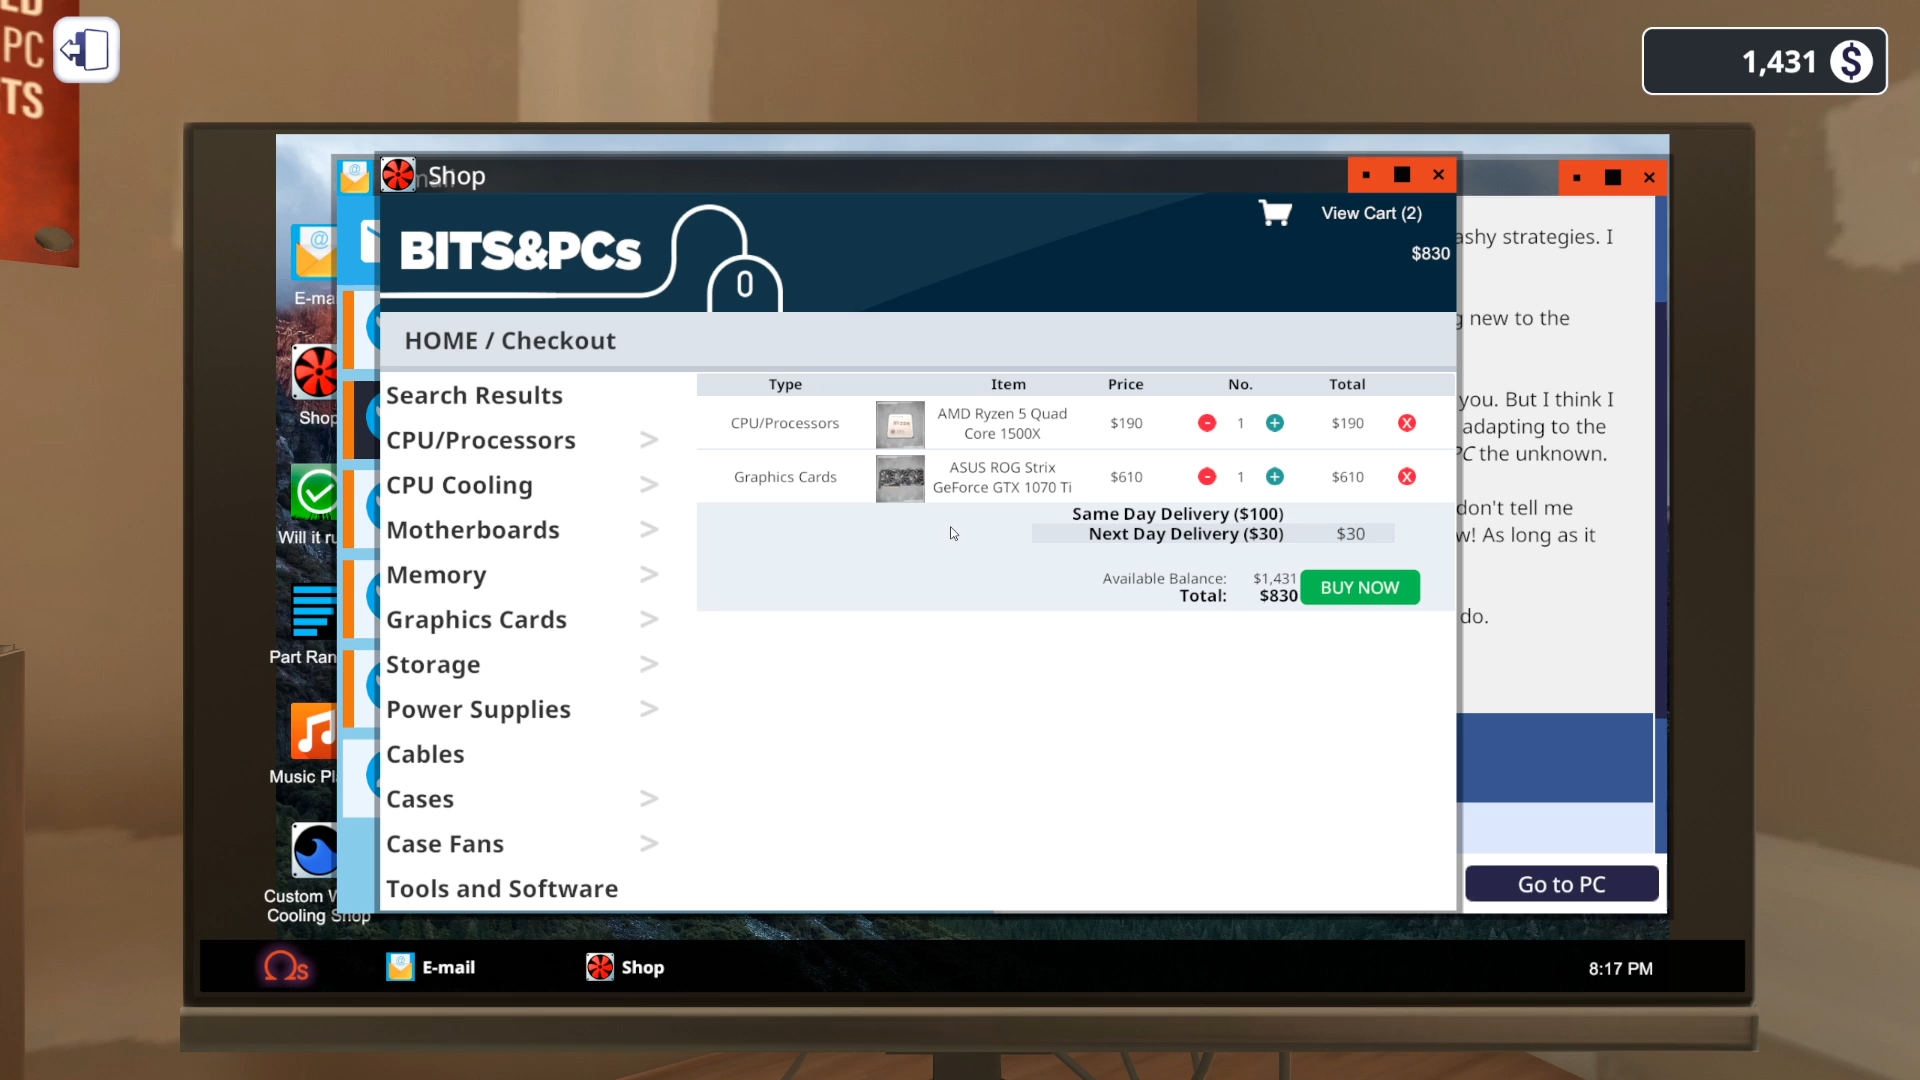 PC
TS
1,431 $
Shop
BITS&PCs
View Cart (2)
$830
HOME / Checkout
Search Results
CPU/Processors >
CPU Cooling >
Motherboards >
Memory >
Graphics Cards >
Storage >
Power Supplies >
Cables
Cases >
Case Fans >
Tools and Software
Type Item Price No. Total
CPU/Processors AMD Ryzen 5 Quad Core 1500X $190 - 1 + $190 X
Graphics Cards ASUS ROG Strix GeForce GTX 1070 Ti $610 - 1 + $610 X
Same Day Delivery ($100)
Next Day Delivery ($30) $30
Available Balance: $1,431
Total: $830
BUY NOW
ashy strategies. I
g new to the
you. But I think I
adapting to the
PC the unknown.
don't tell me
w! As long as it
do.
Go to PC
E-ma
Shop
Will it ru
Part Ran
Music Pl
Custom W
Cooling Shop
Ωs
E-mail
Shop
8:17 PM